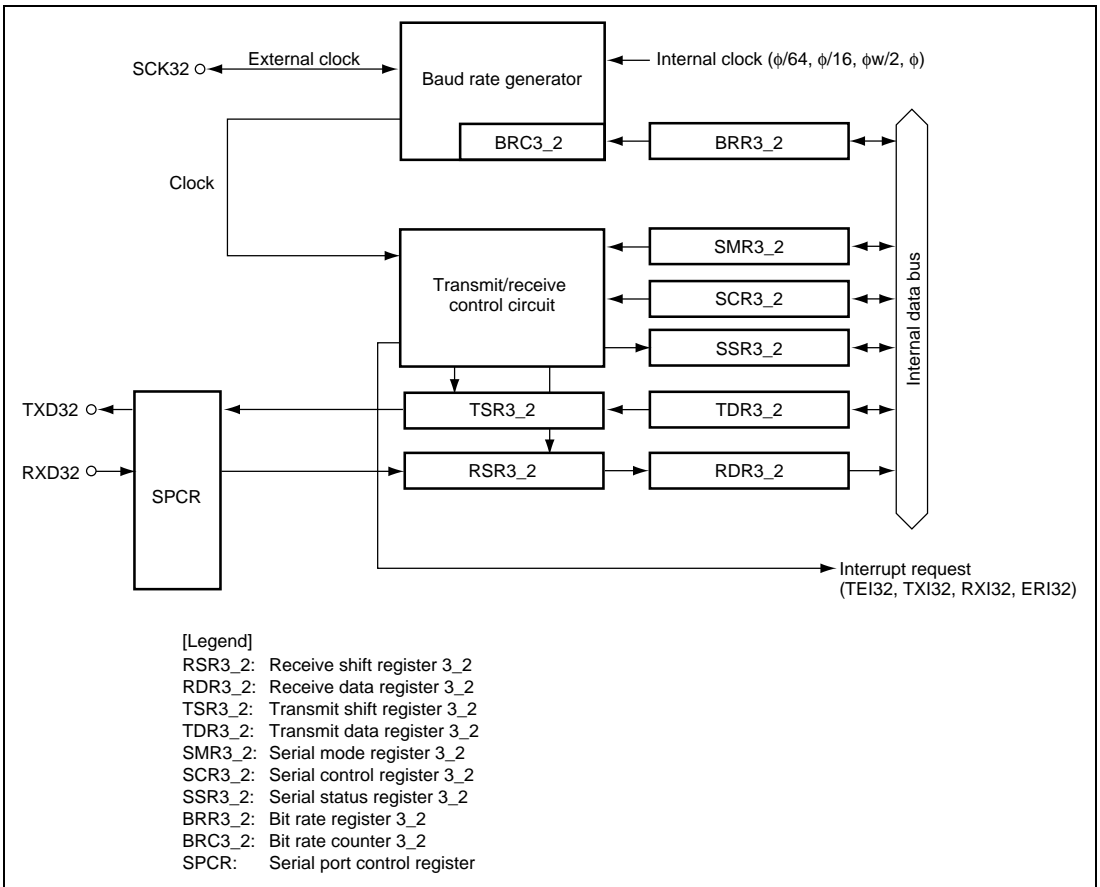 SCK32
External clock
Baud rate generator
Internal clock (ϕ/64, ϕ/16, ϕw/2, ϕ)
BRC3_2
BRR3_2
Clock
Transmit/receive
control circuit
SMR3_2
SCR3_2
SSR3_2
Internal data bus
TXD32
TSR3_2
TDR3_2
RXD32
SPCR
RSR3_2
RDR3_2
Interrupt request
(TEI32, TXI32, RXI32, ERI32)
[Legend]
RSR3_2: Receive shift register 3_2
RDR3_2: Receive data register 3_2
TSR3_2: Transmit shift register 3_2
TDR3_2: Transmit data register 3_2
SMR3_2: Serial mode register 3_2
SCR3_2: Serial control register 3_2
SSR3_2: Serial status register 3_2
BRR3_2: Bit rate register 3_2
BRC3_2: Bit rate counter 3_2
SPCR: Serial port control register